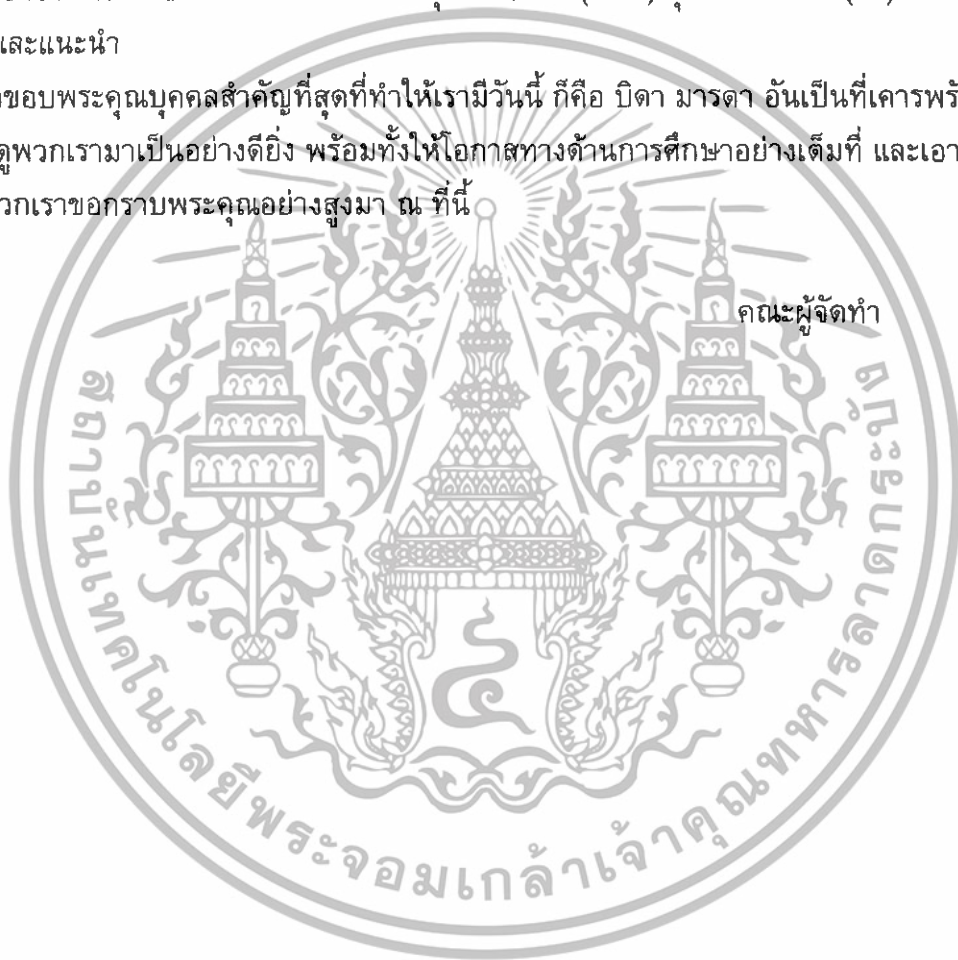 และแนะนำ
ขอบพระคุณบุคคลสำคัญที่สุดที่ทำให้เรามีวันนี้ ก็คือ บิดา มารดา อันเป็นที่เคารพ
พวกเรามาเป็นอย่างดียิ่ง พร้อมทั้งให้โอกาสทางด้านการศึกษาอย่างเต็มที่ และเอา
วกเราขอกราบพระคุณอย่างสูงมา ณ ที่นี้
คณะผู้จัดทำ
สถาบันเทคโนโลยีพระจอมเกล้าเจ้าคุณทหารลาดกระบัง
๔